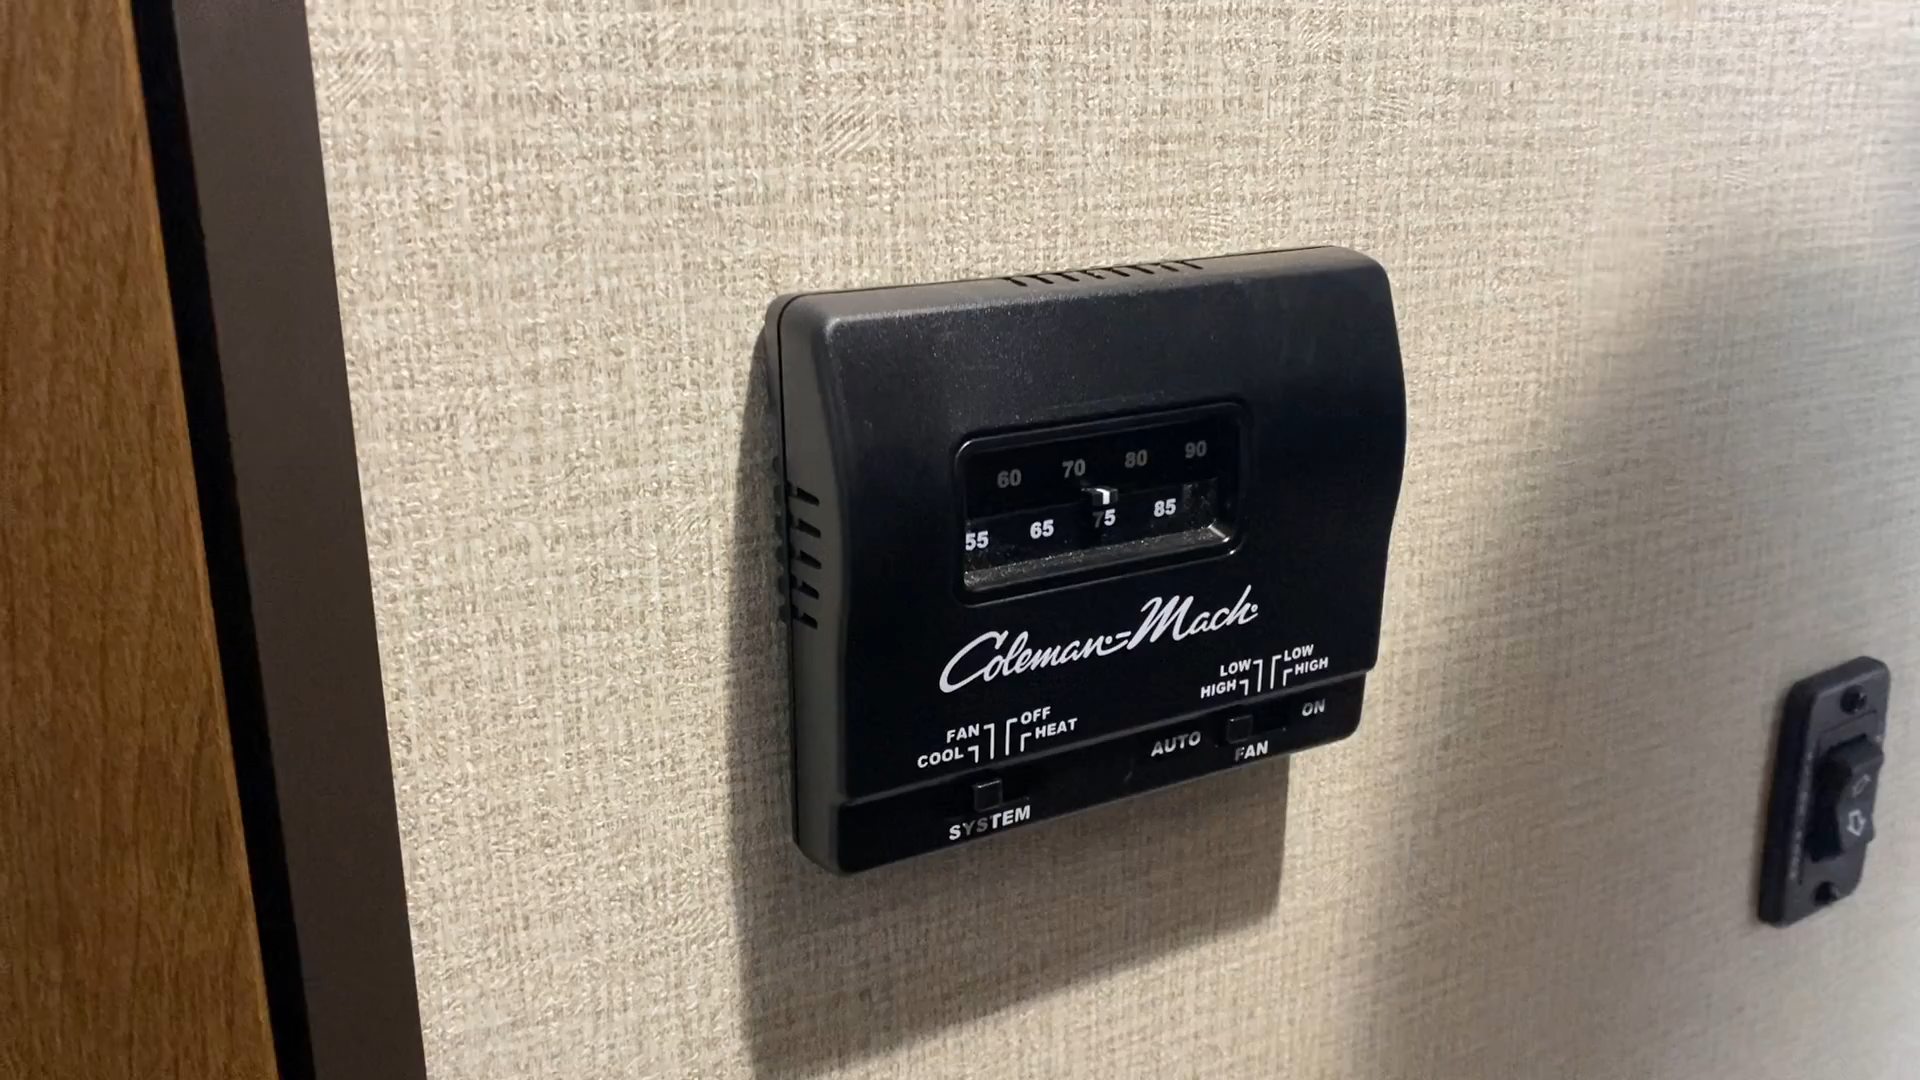 60 70 80 90
55 65 75 85
Coleman-Mach
LOW LOW
HIGH HIGH
FAN OFF
COOL HEAT
AUTO ON
FAN
SYSTEM